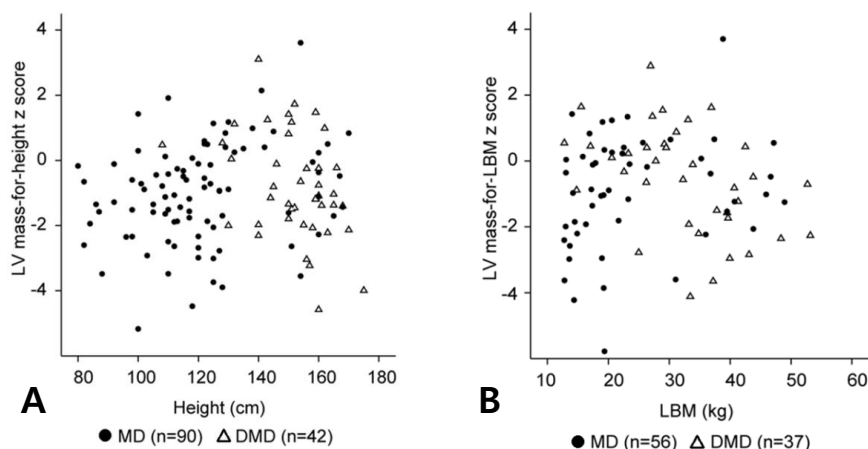 LV mass-for-height z score
4
2
0
-2
-4
80 100 120 140 160 180
Height (cm)
A
● MD (n=90) △ DMD (n=42)
LV mass-for-LBM z score
4
2
0
-2
-4
10 20 30 40 50 60
LBM (kg)
B
● MD (n=56) △ DMD (n=37)